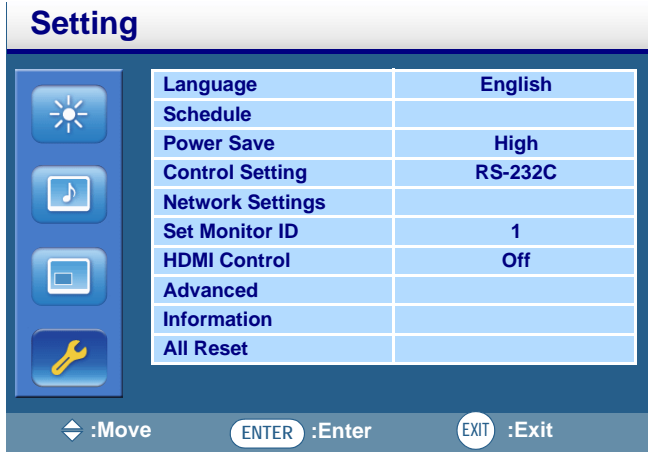 Setting
Language English
Schedule
Power Save High
Control Setting RS-232C
Network Settings
Set Monitor ID 1
HDMI Control Off
Advanced
Information
All Reset
:Move ENTER :Enter EXIT :Exit